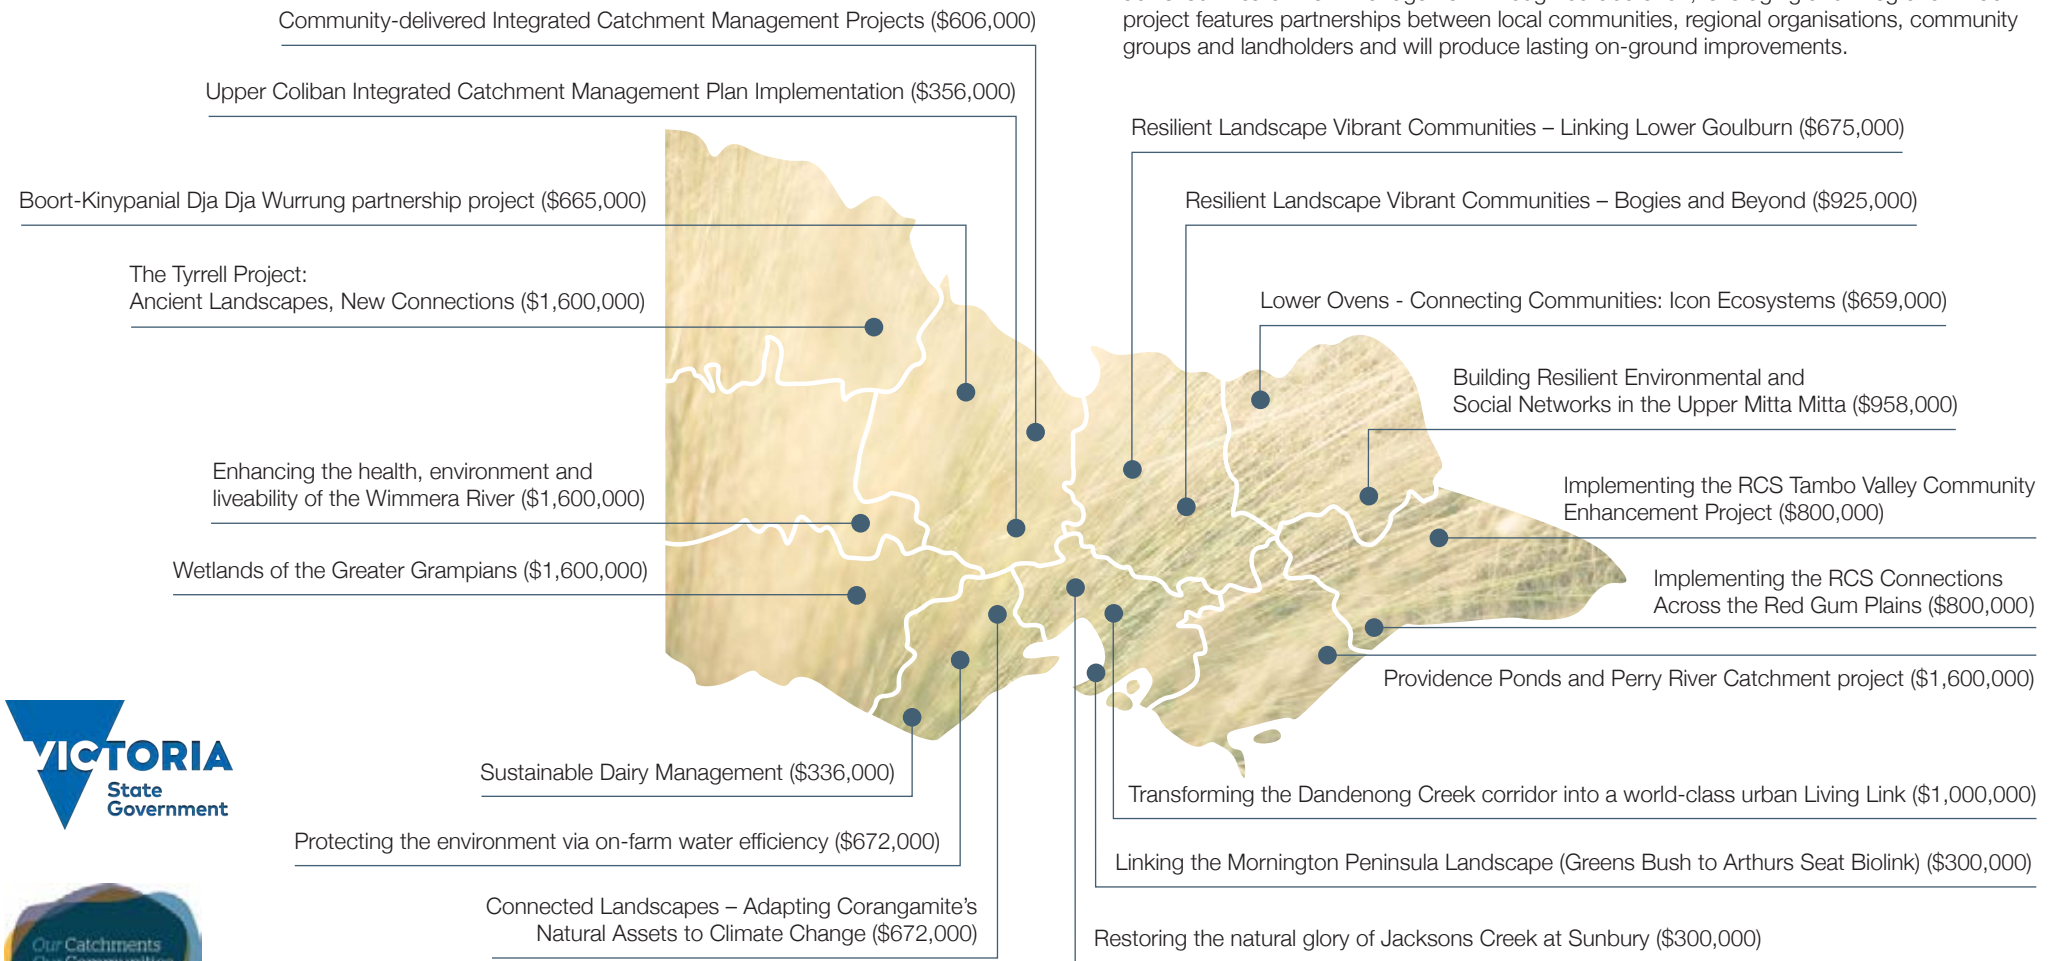 project features partnerships between local communities, regional organisations, community
groups and landholders and will produce lasting on-ground improvements.
Community-delivered Integrated Catchment Management Projects ($606,000)
Upper Coliban Integrated Catchment Management Plan Implementation ($356,000)
Boort-Kinypanial Dja Dja Wurrung partnership project ($665,000)
The Tyrrell Project:
Ancient Landscapes, New Connections ($1,600,000)
Enhancing the health, environment and
liveability of the Wimmera River ($1,600,000)
Wetlands of the Greater Grampians ($1,600,000)
Resilient Landscape Vibrant Communities – Linking Lower Goulburn ($675,000)
Resilient Landscape Vibrant Communities – Bogies and Beyond ($925,000)
Lower Ovens - Connecting Communities: Icon Ecosystems ($659,000)
Building Resilient Environmental and
Social Networks in the Upper Mitta Mitta ($958,000)
Implementing the RCS Tambo Valley Community
Enhancement Project ($800,000)
Implementing the RCS Connections
Across the Red Gum Plains ($800,000)
Providence Ponds and Perry River Catchment project ($1,600,000)
Transforming the Dandenong Creek corridor into a world-class urban Living Link ($1,000,000)
Linking the Mornington Peninsula Landscape (Greens Bush to Arthurs Seat Biolink) ($300,000)
Restoring the natural glory of Jacksons Creek at Sunbury ($300,000)
Sustainable Dairy Management ($336,000)
Protecting the environment via on-farm water efficiency ($672,000)
Connected Landscapes – Adapting Corangamite's
Natural Assets to Climate Change ($672,000)
VICTORIA
State
Government
Our Catchments
Our Communities